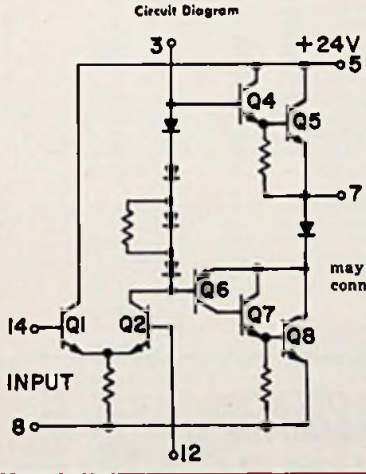 Circuit Diagram
3
+24V
5
Q4
Q5
7
Q6
may
conn
14
Q1
Q2
Q7
Q8
INPUT
8
12